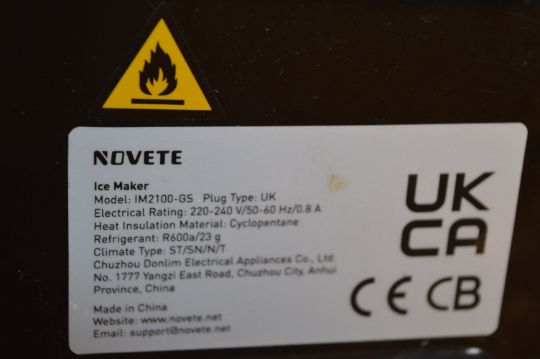 NOVETE
Ice Maker
Model: IM2100-GS Plug Type: UK
Electrical Rating: 220-240 V/50-60 Hz/0.8 A
Heat Insulation Material: Cyclopentane
Refrigerant: R600a/23 g
Climate Type: ST/SN/N/T
Chuzhou Donlim Electrical Appliances Co., Ltd.
No. 1777 Yangzi East Road, Chuzhou City, Anhui
Province, China
Made in China
Website: www.novete.net
Email: support@novete.net
UK
CA
CE CB